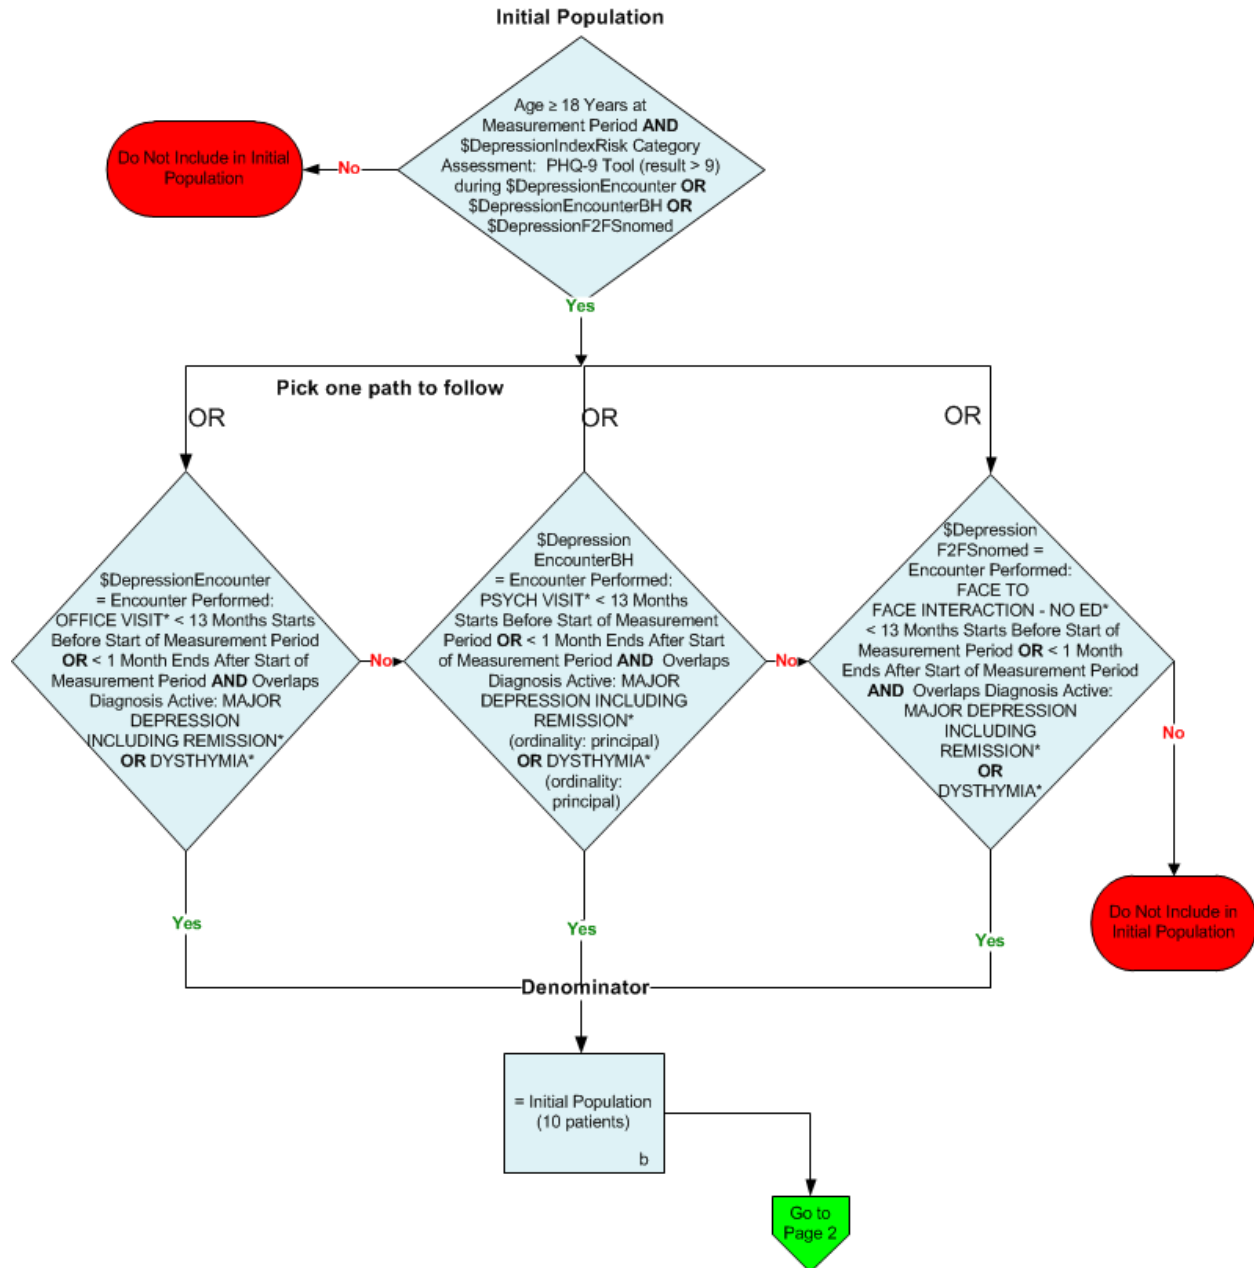 Initial Population
Age ≥ 18 Years at
Measurement Period AND
$DepressionIndexRisk Category
Assessment: PHQ-9 Tool (result > 9)
during $DepressionEncounter OR
$DepressionEncounterBH OR
$DepressionF2FSnomed
No
Do Not Include in Initial
Population
Yes
Pick one path to follow
OR
OR
OR
$DepressionEncounter
= Encounter Performed:
OFFICE VISIT* < 13 Months Starts
Before Start of Measurement Period
OR < 1 Month Ends After Start of
Measurement Period AND Overlaps
Diagnosis Active: MAJOR
DEPRESSION
INCLUDING REMISSION*
OR DYSTHYMIA*
No
$Depression
EncounterBH
= Encounter Performed:
PSYCH VISIT* < 13 Months
Starts Before Start of Measurement
Period OR < 1 Month Ends After Start
of Measurement Period AND Overlaps
Diagnosis Active: MAJOR
DEPRESSION INCLUDING
REMISSION*
(ordinality: principal)
OR DYSTHYMIA*
(ordinality:
principal)
No
$Depression
F2FSnomed =
Encounter Performed:
FACE TO
FACE INTERACTION - NO ED*
< 13 Months Starts Before Start of
Measurement Period OR < 1 Month
Ends After Start of Measurement Period
AND Overlaps Diagnosis Active:
MAJOR DEPRESSION
INCLUDING
REMISSION*
OR
DYSTHYMIA*
No
Do Not Include in
Initial Population
Yes
Yes
Yes
Denominator
= Initial Population
(10 patients)
b
Go to
Page 2